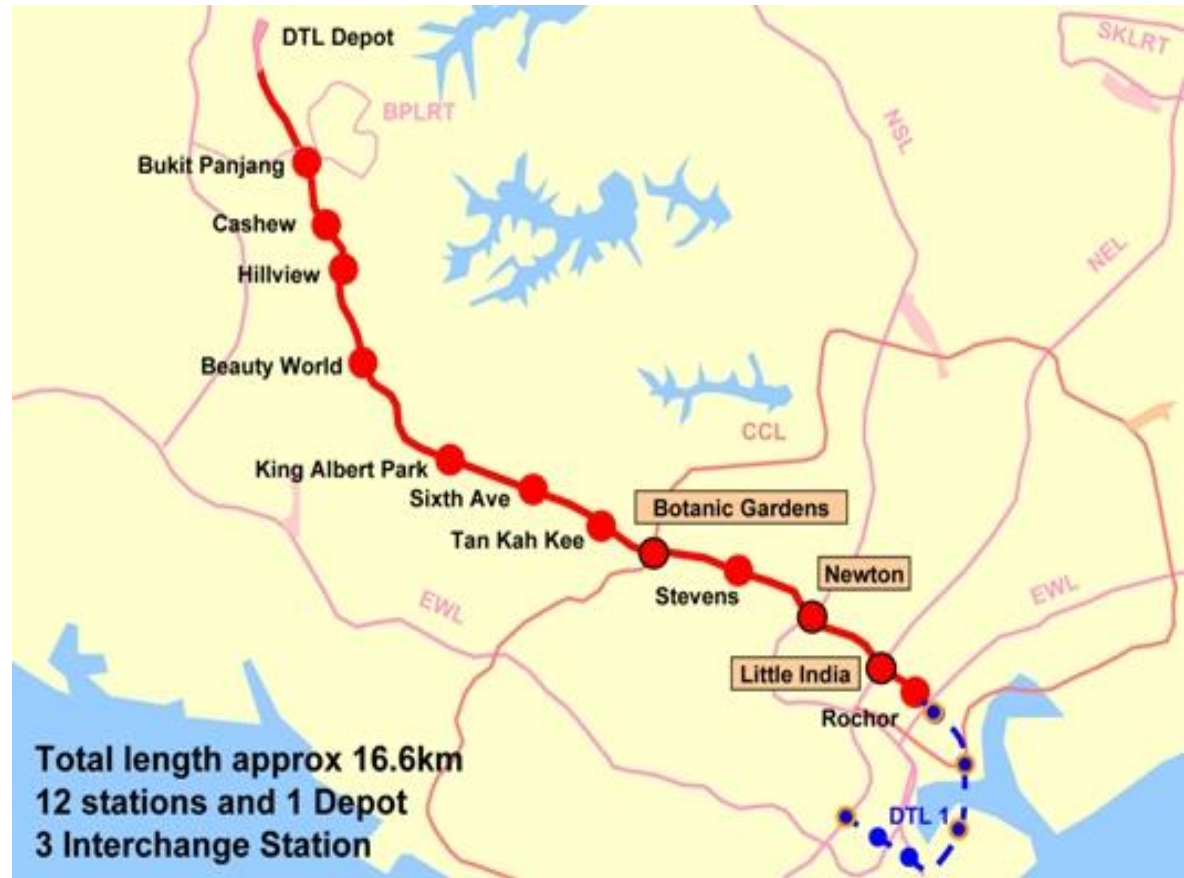 DTL Depot
SKLRT
BPLRT
NSL
Bukit Panjang
Cashew
NEL
Hillview
Beauty World
CCL
King Albert Park
Sixth Ave
Botanic Gardens
Tan Kah Kee
Newton
Stevens
EWL
EWL
Little India
Rochor
Total length approx 16.6km
12 stations and 1 Depot
3 Interchange Station
DTL 1